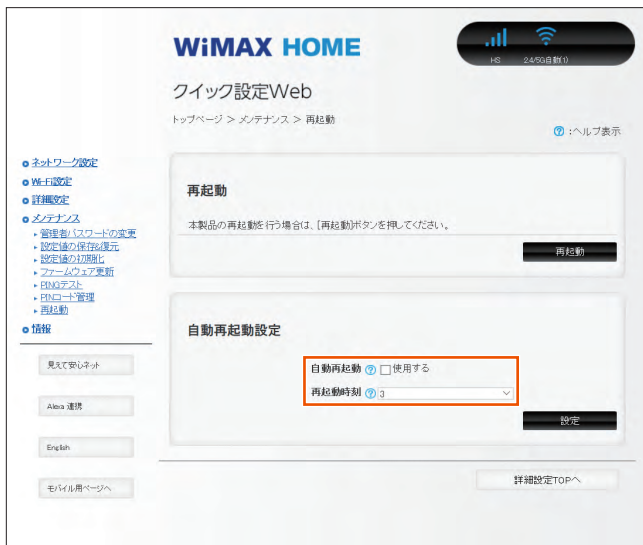 WiMAX HOME
HS 2.4/5G自動(1)
クイック設定Web
トップページ > メンテナンス > 再起動
?:ヘルプ表示
ネットワーク設定
Wi-Fi設定
詳細設定
メンテナンス
管理者パスワードの変更
設定値の保存&復元
設定値の初期化
ファームウェア更新
PINGテスト
PINコード管理
再起動
情報
見えて安心ネット
Alexa 連携
English
モバイル用ページへ
再起動
本製品の再起動を行う場合は、[再起動]ボタンを押してください。
再起動
自動再起動設定
自動再起動 ? 使用する
再起動時刻 ? 3
設定
詳細設定TOPへ